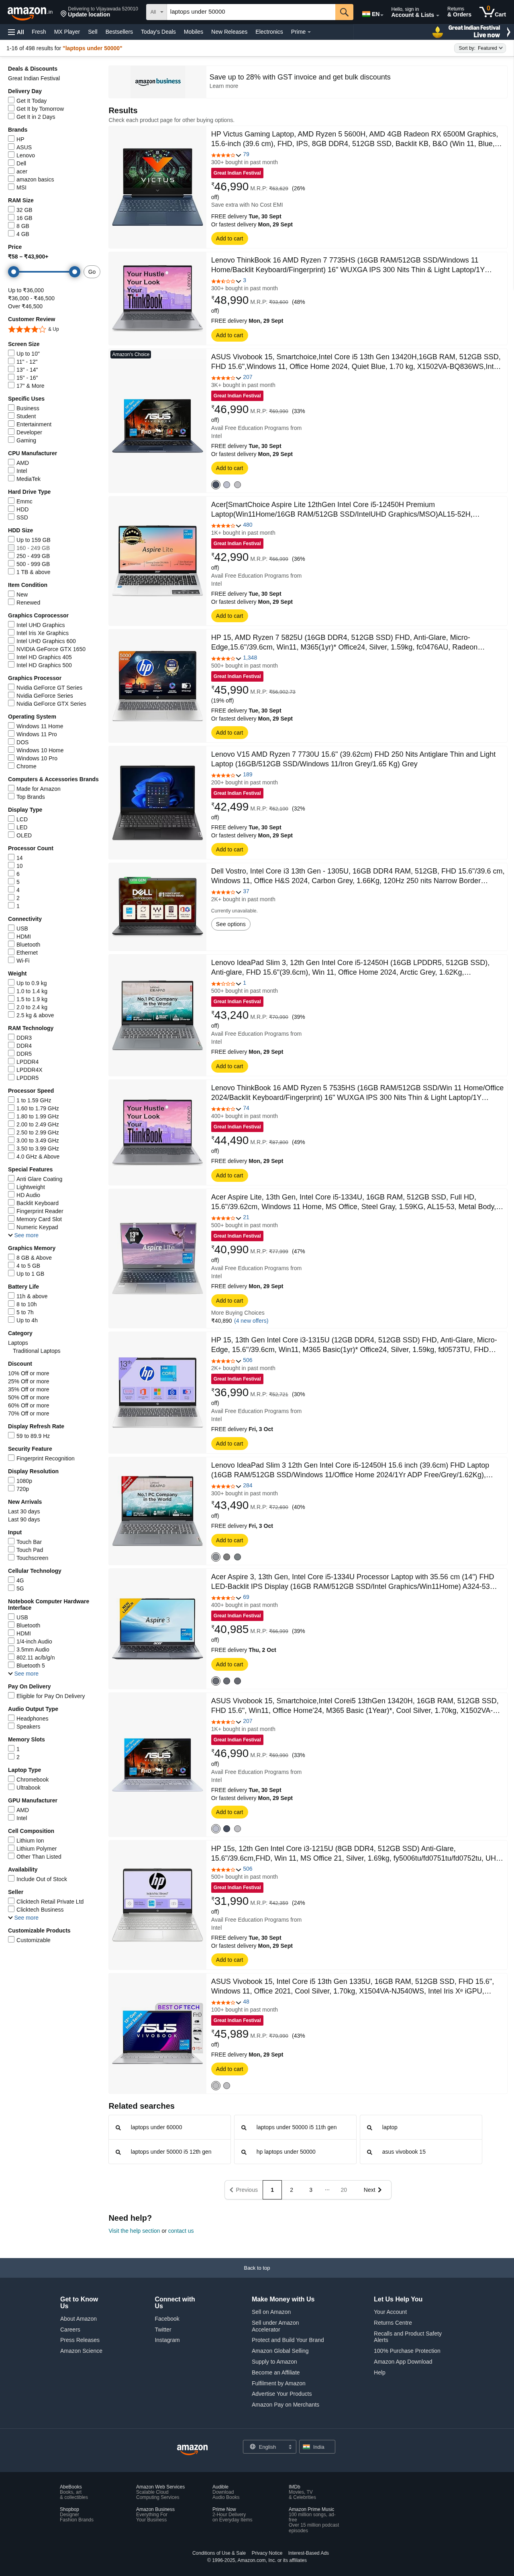 amazon.in
Delivering to Vijayawada 520010
Update location
All
laptops under 50000
EN
Hello, sign in
Account & Lists
Returns
& Orders
0
Cart
All
Fresh
MX Player
Sell
Bestsellers
Today's Deals
Mobiles
New Releases
Electronics
Prime
Great Indian Festival
Live now
1-16 of 498 results for "laptops under 50000"
Sort by: Featured
Deals & Discounts
Great Indian Festival
Delivery Day
Get It Today
Get It by Tomorrow
Get It in 2 Days
Brands
HP
ASUS
Lenovo
Dell
acer
amazon basics
MSI
RAM Size
32 GB
16 GB
8 GB
4 GB
Price
₹58 – ₹43,900+
Go
Up to ₹36,000
₹36,000 - ₹46,500
Over ₹46,500
Customer Review
& Up
Screen Size
Up to 10"
11" - 12"
13" - 14"
15" - 16"
17" & More
Specific Uses
Business
Student
Entertainment
Developer
Gaming
CPU Manufacturer
AMD
Intel
MediaTek
Hard Drive Type
Emmc
HDD
SSD
HDD Size
Up to 159 GB
160 - 249 GB
250 - 499 GB
500 - 999 GB
1 TB & above
Item Condition
New
Renewed
Graphics Coprocessor
Intel UHD Graphics
Intel Iris Xe Graphics
Intel UHD Graphics 600
NVIDIA GeForce GTX 1650
Intel HD Graphics 405
Intel HD Graphics 500
Graphics Processor
Nvidia GeForce GT Series
Nvidia GeForce Series
Nvidia GeForce GTX Series
Operating System
Windows 11 Home
Windows 11 Pro
DOS
Windows 10 Home
Windows 10 Pro
Chrome
Computers & Accessories Brands
Made for Amazon
Top Brands
Display Type
LCD
LED
OLED
Processor Count
14
10
6
5
4
2
1
Connectivity
USB
HDMI
Bluetooth
Ethernet
Wi-Fi
Weight
Up to 0.9 kg
1.0 to 1.4 kg
1.5 to 1.9 kg
2.0 to 2.4 kg
2.5 kg & above
RAM Technology
DDR3
DDR4
DDR5
LPDDR4
LPDDR4X
LPDDR5
Processor Speed
1 to 1.59 GHz
1.60 to 1.79 GHz
1.80 to 1.99 GHz
2.00 to 2.49 GHz
2.50 to 2.99 GHz
3.00 to 3.49 GHz
3.50 to 3.99 GHz
4.0 GHz & Above
Special Features
Anti Glare Coating
Lightweight
HD Audio
Backlit Keyboard
Fingerprint Reader
Memory Card Slot
Numeric Keypad
See more
Graphics Memory
8 GB & Above
4 to 5 GB
Up to 1 GB
Battery Life
11h & above
8 to 10h
5 to 7h
Up to 4h
Category
Laptops
Traditional Laptops
Discount
10% Off or more
25% Off or more
35% Off or more
50% Off or more
60% Off or more
70% Off or more
Display Refresh Rate
59 to 89.9 Hz
Security Feature
Fingerprint Recognition
Display Resolution
1080p
720p
New Arrivals
Last 30 days
Last 90 days
Input
Touch Bar
Touch Pad
Touchscreen
Cellular Technology
4G
5G
Notebook Computer Hardware
Interface
USB
Bluetooth
HDMI
1/4-inch Audio
3.5mm Audio
802.11 ac/b/g/n
Bluetooth 5
See more
Pay On Delivery
Eligible for Pay On Delivery
Audio Output Type
Headphones
Speakers
Memory Slots
1
2
Laptop Type
Chromebook
Ultrabook
GPU Manufacturer
AMD
Intel
Cell Composition
Lithium Ion
Lithium Polymer
Other Than Listed
Availability
Include Out of Stock
Seller
Clicktech Retail Private Ltd
Clicktech Business
See more
Customizable Products
Customizable
amazon business
Save up to 28% with GST invoice and get bulk discounts
Learn more
Results
Check each product page for other buying options.
VICTUS
HP Victus Gaming Laptop, AMD Ryzen 5 5600H, AMD 4GB Radeon RX 6500M Graphics,
15.6-inch (39.6 cm), FHD, IPS, 8GB DDR4, 512GB SSD, Backlit KB, B&O (Win 11, Blue,…
79
300+ bought in past month
Great Indian Festival
₹46,990 M.R.P: ₹63,629 (26%
off)
Save extra with No Cost EMI
FREE delivery Tue, 30 Sept
Or fastest delivery Mon, 29 Sept
Add to cart
Your Hustle
Your Look
Your
ThinkBook
Lenovo ThinkBook 16 AMD Ryzen 7 7735HS (16GB RAM/512GB SSD/Windows 11
Home/Backlit Keyboard/Fingerprint) 16" WUXGA IPS 300 Nits Thin & Light Laptop/1Y…
3
300+ bought in past month
₹48,990 M.R.P: ₹93,600 (48%
off)
FREE delivery Mon, 29 Sept
Add to cart
Amazon's Choice
ASUS
ASUS Vivobook 15, Smartchoice,Intel Core i5 13th Gen 13420H,16GB RAM, 512GB SSD,
FHD 15.6",Windows 11, Office Home 2024, Quiet Blue, 1.70 kg, X1502VA-BQ836WS,Int…
207
3K+ bought in past month
Great Indian Festival
₹46,990 M.R.P: ₹69,990 (33%
off)
Avail Free Education Programs from
Intel
FREE delivery Tue, 30 Sept
Or fastest delivery Mon, 29 Sept
Add to cart
Aspire Lite
Acer[SmartChoice Aspire Lite 12thGen Intel Core i5-12450H Premium
Laptop(Win11Home/16GB RAM/512GB SSD/IntelUHD Graphics/MSO)AL15-52H,…
480
1K+ bought in past month
Great Indian Festival
₹42,990 M.R.P: ₹66,999 (36%
off)
Avail Free Education Programs from
Intel
FREE delivery Tue, 30 Sept
Or fastest delivery Mon, 29 Sept
Add to cart
HP 15, AMD Ryzen 7 5825U (16GB DDR4, 512GB SSD) FHD, Anti-Glare, Micro-
Edge,15.6"/39.6cm, Win11, M365(1yr)* Office24, Silver, 1.59kg, fc0476AU, Radeon…
1,348
500+ bought in past month
Great Indian Festival
₹45,990 M.R.P: ₹56,902.73
(19% off)
FREE delivery Tue, 30 Sept
Or fastest delivery Mon, 29 Sept
Add to cart
Lenovo V15 AMD Ryzen 7 7730U 15.6" (39.62cm) FHD 250 Nits Antiglare Thin and Light
Laptop (16GB/512GB SSD/Windows 11/Iron Grey/1.65 Kg) Grey
189
200+ bought in past month
Great Indian Festival
₹42,499 M.R.P: ₹62,100 (32%
off)
FREE delivery Tue, 30 Sept
Or fastest delivery Mon, 29 Sept
Add to cart
DELL
Dell Vostro, Intel Core i3 13th Gen - 1305U, 16GB DDR4 RAM, 512GB, FHD 15.6"/39.6 cm,
Windows 11, Office H&S 2024, Carbon Grey, 1.66Kg, 120Hz 250 nits Narrow Border…
37
2K+ bought in past month
Currently unavailable.
See options
No.1 PC Company
in the World
Lenovo IdeaPad Slim 3, 12th Gen Intel Core i5-12450H (16GB LPDDR5, 512GB SSD),
Anti-glare, FHD 15.6"(39.6cm), Win 11, Office Home 2024, Arctic Grey, 1.62Kg,…
1
500+ bought in past month
Great Indian Festival
₹43,240 M.R.P: ₹70,990 (39%
off)
Avail Free Education Programs from
Intel
FREE delivery Mon, 29 Sept
Add to cart
Your Hustle
Your Look
Your
ThinkBook
Lenovo ThinkBook 16 AMD Ryzen 5 7535HS (16GB RAM/512GB SSD/Win 11 Home/Office
2024/Backlit Keyboard/Fingerprint) 16" WUXGA IPS 300 Nits Thin & Light Laptop/1Y…
74
400+ bought in past month
Great Indian Festival
₹44,490 M.R.P: ₹87,800 (49%
off)
FREE delivery Mon, 29 Sept
Add to cart
Aspire Lite
Acer Aspire Lite, 13th Gen, Intel Core i5-1334U, 16GB RAM, 512GB SSD, Full HD,
15.6"/39.62cm, Windows 11 Home, MS Office, Steel Gray, 1.59KG, AL15-53, Metal Body,…
21
500+ bought in past month
Great Indian Festival
₹40,990 M.R.P: ₹77,999 (47%
off)
Avail Free Education Programs from
Intel
FREE delivery Mon, 29 Sept
Add to cart
More Buying Choices
₹40,890 (4 new offers)
HP 15, 13th Gen Intel Core i3-1315U (12GB DDR4, 512GB SSD) FHD, Anti-Glare, Micro-
Edge, 15.6"/39.6cm, Win11, M365 Basic(1yr)* Office24, Silver, 1.59kg, fd0573TU, FHD…
506
2K+ bought in past month
Great Indian Festival
₹36,990 M.R.P: ₹52,721 (30%
off)
Avail Free Education Programs from
Intel
FREE delivery Fri, 3 Oct
Add to cart
No.1 PC Company
in the World
Lenovo IdeaPad Slim 3 12th Gen Intel Core i5-12450H 15.6 inch (39.6cm) FHD Laptop
(16GB RAM/512GB SSD/Windows 11/Office Home 2024/1Yr ADP Free/Grey/1.62Kg),…
284
300+ bought in past month
₹43,490 M.R.P: ₹72,690 (40%
off)
FREE delivery Fri, 3 Oct
Add to cart
Aspire 3
Acer Aspire 3, 13th Gen, Intel Core i5-1334U Processor Laptop with 35.56 cm (14") FHD
LED-Backlit IPS Display (16GB RAM/512GB SSD/Intel Graphics/Win11Home) A324-53…
69
400+ bought in past month
Great Indian Festival
₹40,985 M.R.P: ₹66,999 (39%
off)
FREE delivery Thu, 2 Oct
Add to cart
ASUS
ASUS Vivobook 15, Smartchoice,Intel Corei5 13thGen 13420H, 16GB RAM, 512GB SSD,
FHD 15.6", Win11, Office Home'24, M365 Basic (1Year)*, Cool Silver, 1.70kg, X1502VA-…
207
1K+ bought in past month
Great Indian Festival
₹46,990 M.R.P: ₹69,990 (33%
off)
Avail Free Education Programs from
Intel
FREE delivery Tue, 30 Sept
Or fastest delivery Mon, 29 Sept
Add to cart
HP 15s, 12th Gen Intel Core i3-1215U (8GB DDR4, 512GB SSD) Anti-Glare,
15.6"/39.6cm,FHD, Win 11, MS Office 21, Silver, 1.69kg, fy5006tu/fd0751tu/fd0752tu, UH…
506
500+ bought in past month
Great Indian Festival
₹31,990 M.R.P: ₹42,359 (24%
off)
Avail Free Education Programs from
Intel
FREE delivery Tue, 30 Sept
Or fastest delivery Mon, 29 Sept
Add to cart
BEST OF TECH
ASUS
VIVOBOOK
ASUS Vivobook 15, Intel Core i5 13th Gen 1335U, 16GB RAM, 512GB SSD, FHD 15.6",
Windows 11, Office 2021, Cool Silver, 1.70kg, X1504VA-NJ540WS, Intel Iris Xᵉ iGPU,…
48
100+ bought in past month
Great Indian Festival
₹45,989 M.R.P: ₹79,990 (43%
off)
FREE delivery Mon, 29 Sept
Add to cart
Related searches
laptops under 60000
laptops under 50000 i5 11th gen
laptop
laptops under 50000 i5 12th gen
hp laptops under 50000
asus vivobook 15
Previous
1
2
3
···
20
Next
Need help?
Visit the help section or contact us
Back to top
Get to Know
Us
About Amazon
Careers
Press Releases
Amazon Science
Connect with
Us
Facebook
Twitter
Instagram
Make Money with Us
Sell on Amazon
Sell under Amazon
Accelerator
Protect and Build Your Brand
Amazon Global Selling
Supply to Amazon
Become an Affiliate
Fulfilment by Amazon
Advertise Your Products
Amazon Pay on Merchants
Let Us Help You
Your Account
Returns Centre
Recalls and Product Safety
Alerts
100% Purchase Protection
Amazon App Download
Help
amazon
English
India
AbeBooks
Books, art
& collectibles
Amazon Web Services
Scalable Cloud
Computing Services
Audible
Download
Audio Books
IMDb
Movies, TV
& Celebrities
Shopbop
Designer
Fashion Brands
Amazon Business
Everything For
Your Business
Prime Now
2-Hour Delivery
on Everyday Items
Amazon Prime Music
100 million songs, ad-
free
Over 15 million podcast
episodes
Conditions of Use & Sale
Privacy Notice
Interest-Based Ads
© 1996-2025, Amazon.com, Inc. or its affiliates